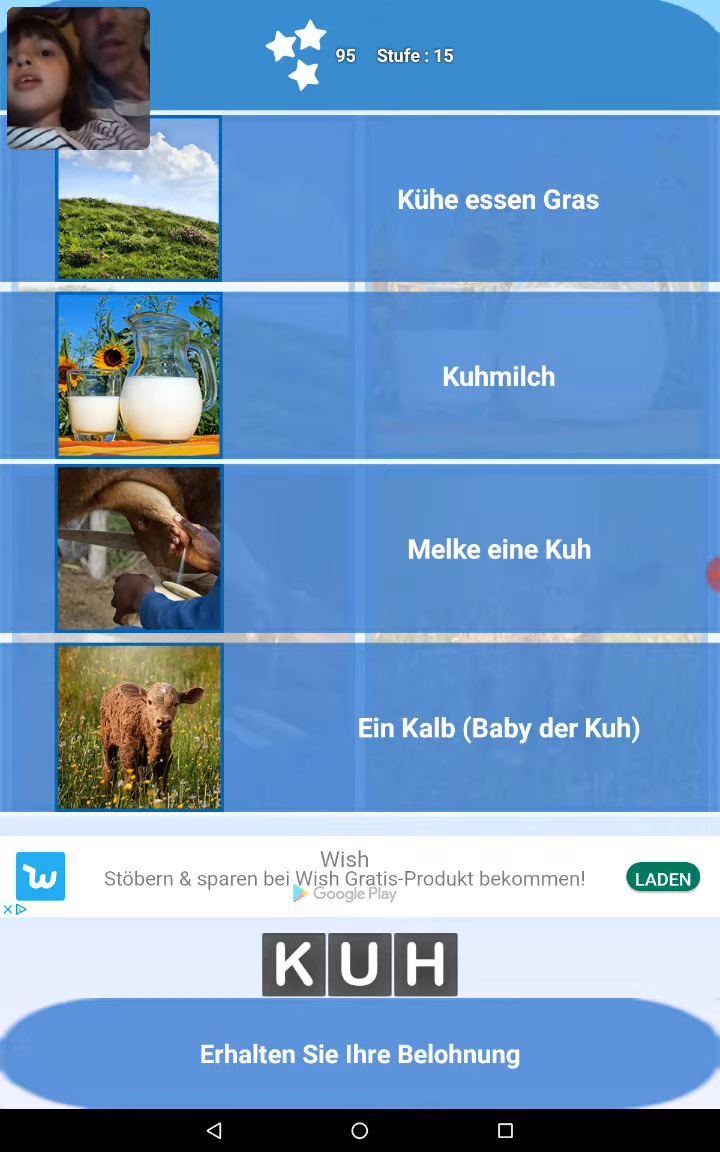 95 Stufe : 15
Kühe essen Gras
Kuhmilch
Melke eine Kuh
Ein Kalb (Baby der Kuh)
Wish
Stöbern & sparen bei Wish Gratis-Produkt bekommen!
Google Play
LADEN
KUH
Erhalten Sie Ihre Belohnung